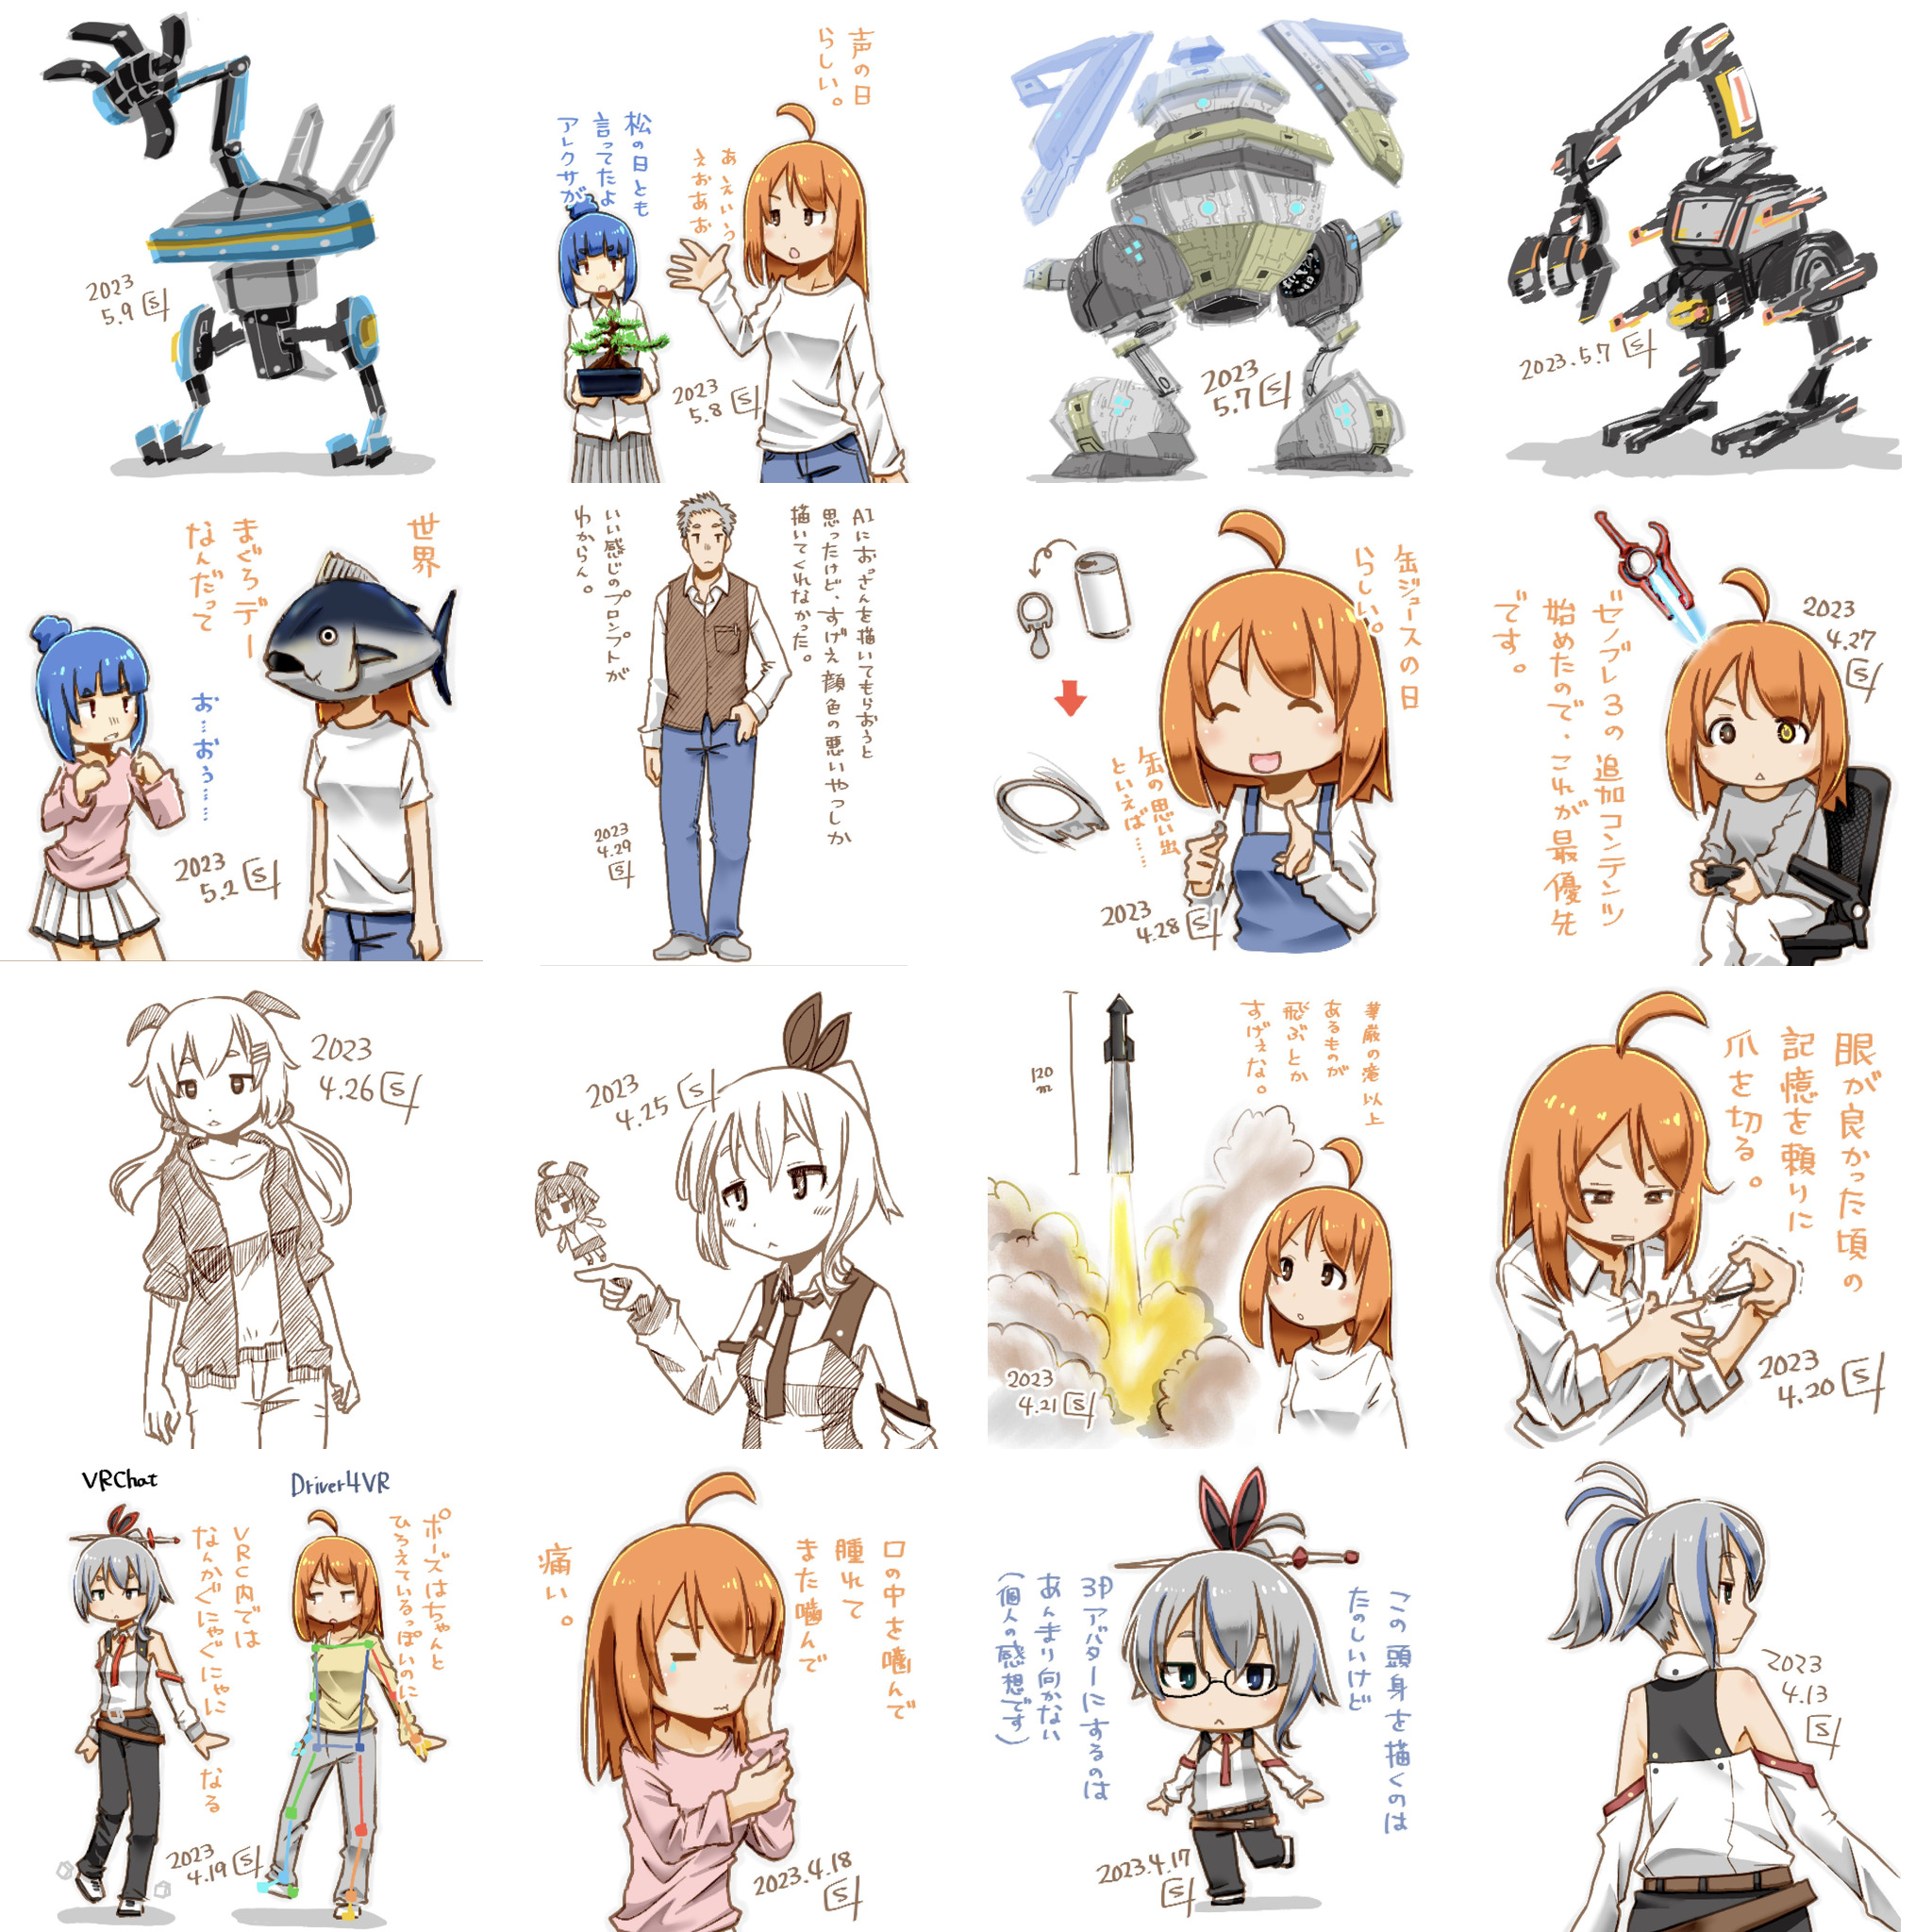 2023
5.9 S
声の日
らしい。
あえいう
えおあお
松の日とも
言ってたよ
アレクサが
2023
5.8 S
2023
5.7 S
2023.5.7 S
世界
まぐろデー
なんだって
お…おぅ……
2023
5.2 S
AIにおっさんを描いてもらおうと
思ったけど、すげえ顔色の悪いやつしか
描いてくれなかった。
いい感じのプロンプトが
わからん。
2023
4.29
S
缶ジュースの日
らしい。
缶の思い出
といえば……
2023
4.28 S
2023
4.27
S
ゼノブレ3の追加コンテンツ
始めたので、これが最優先
です。
2023
4.26 S
2023
4.25 S
120
m
華厳の滝以上
あるものが
飛ぶとか
すげぇな。
2023
4.21 S
眼が良かった頃の
記憶を頼りに
爪を切る。
2023
4.20 S
VRChat
Driver4VR
ポーズはちゃんと
ひろえているっぽいのに
VRC内では
なんかぐにゃぐにゃになる
2023
4.19 S
口の中を噛んで
腫れて
また噛んで
痛い。
2023.4.18
S
この頭身を描くのは
たのしいけど
3Pアバターにするのは
あんまり向かない
(個人の感想です)
2023.4.17
S
2023
4.13
S